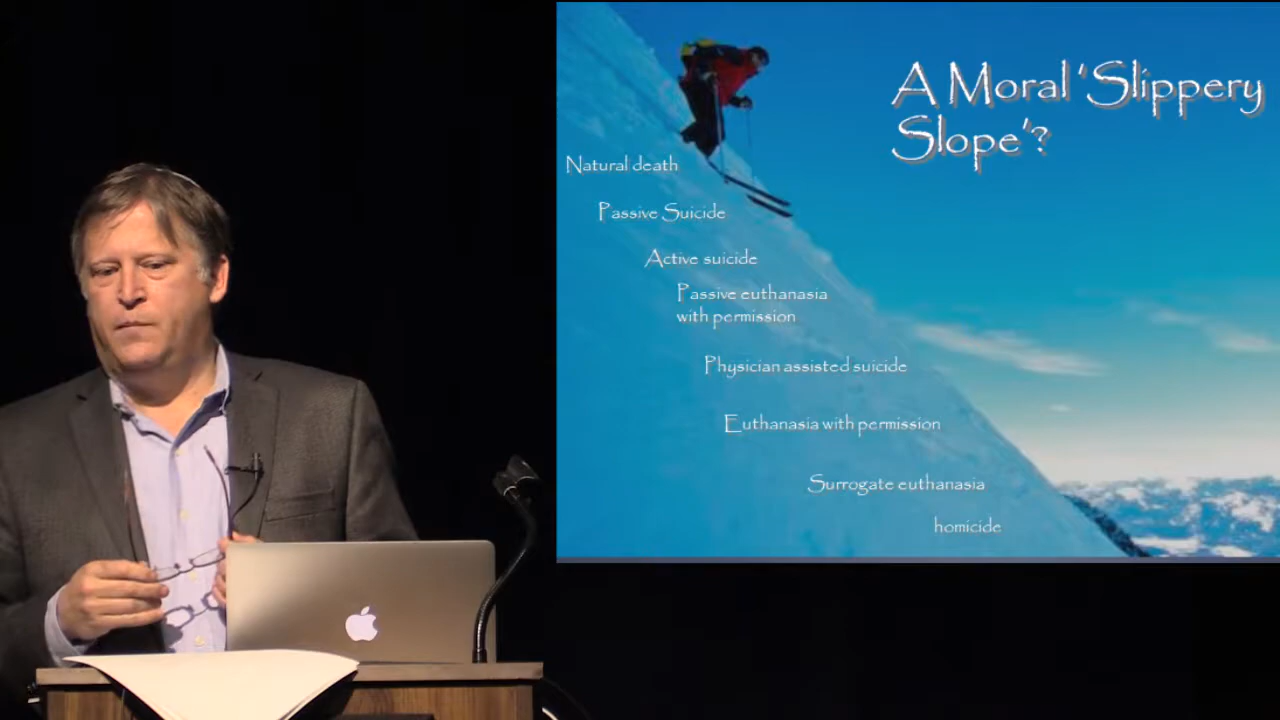 A Moral 'Slippery
Slope'?
Natural death
Passive Suicide
Active suicide
Passive euthanasia
with permission
Physician assisted suicide
Euthanasia with permission
Surrogate euthanasia
homicide